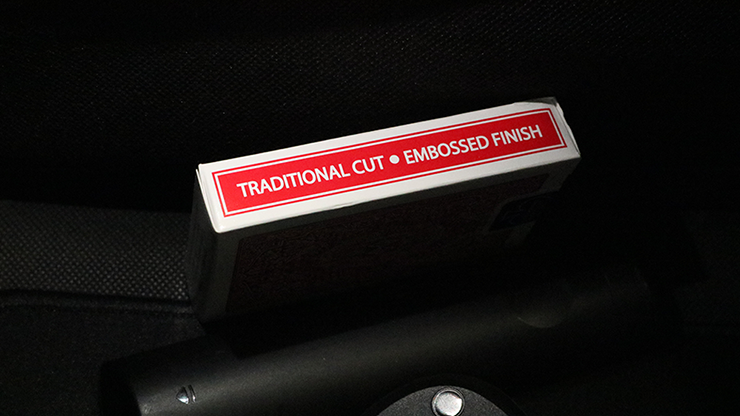 TRADITIONAL CUT • EMBOSSED FINISH